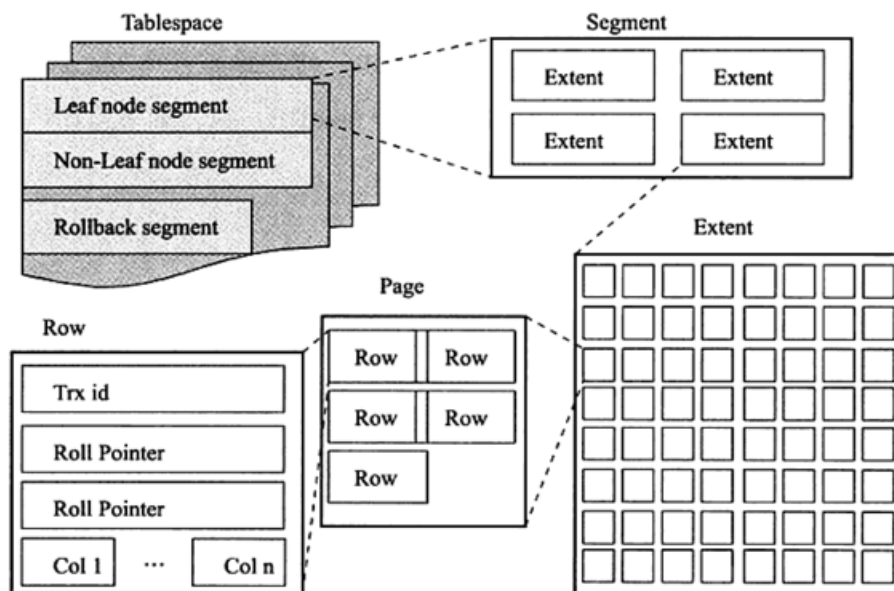 Tablespace
Leaf node segment
Non-Leaf node segment
Rollback segment
Segment
Extent Extent
Extent Extent
Extent
Page
Row Row
Row Row
Row
Row
Trx id
Roll Pointer
Roll Pointer
Col 1 ... Col n